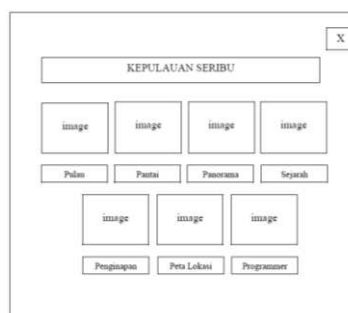 X
KEPULAUAN SERIBU
image image image image
Pulau Pantai Panorama Sejarah
image image image
Penginapan Peta Lokasi Programmer